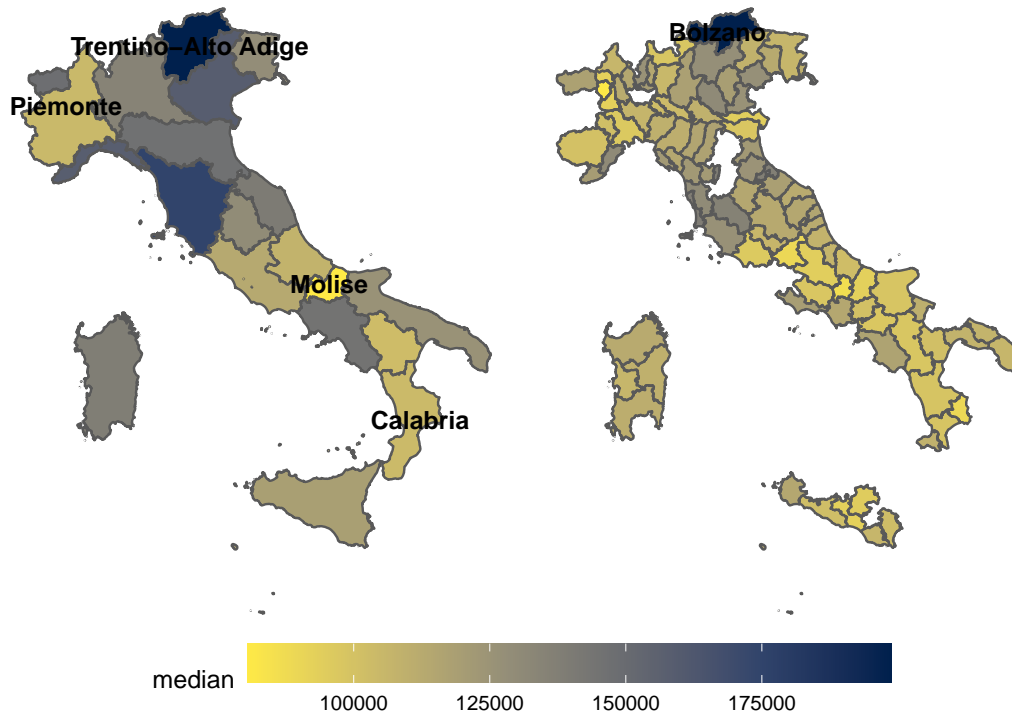 Trentino–Alto Adige
Piemonte
Molise
Calabria
Bolzano
median
100000 125000 150000 175000